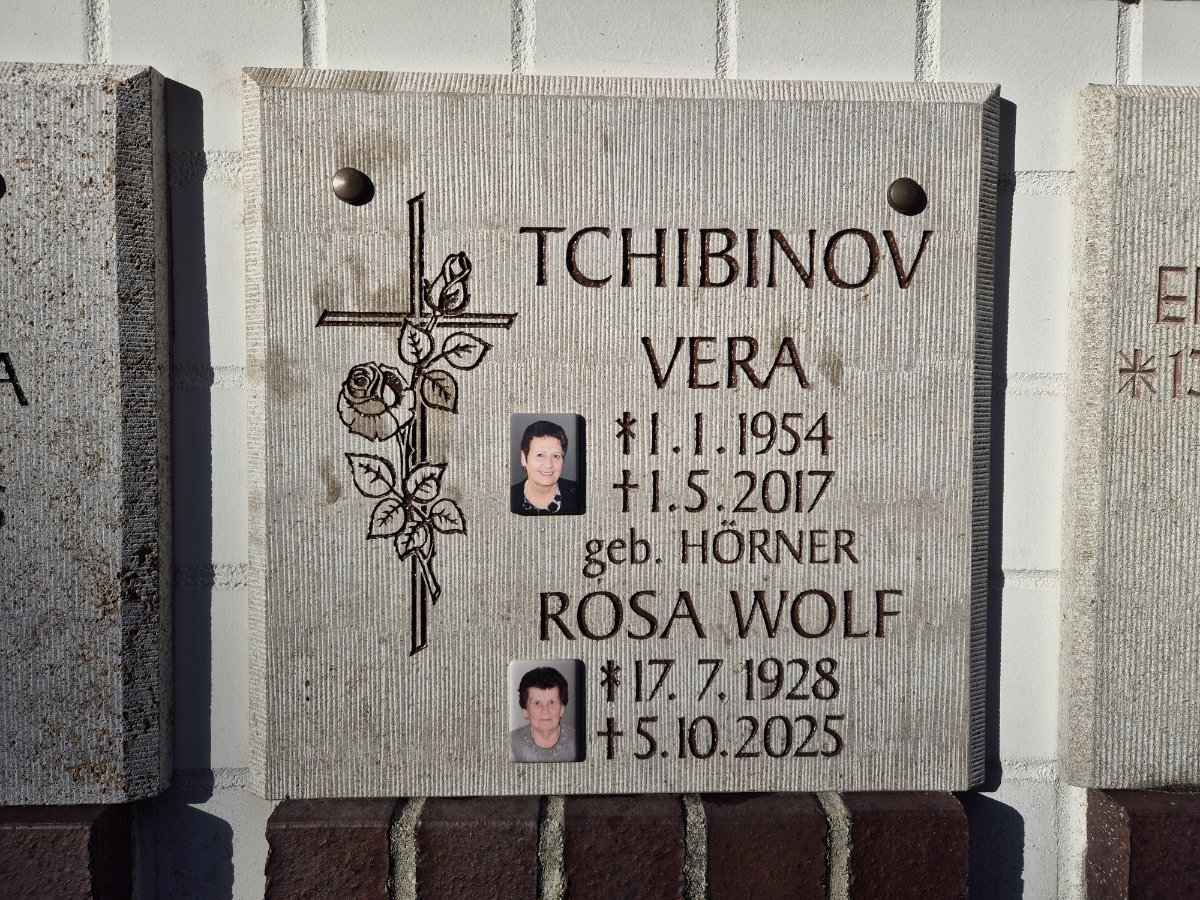 TCHIBINOV
VERA
*1.1.1954
†1.5.2017
geb. HÖRNER
ROSA WOLF
*17.7.1928
†5.10.2025